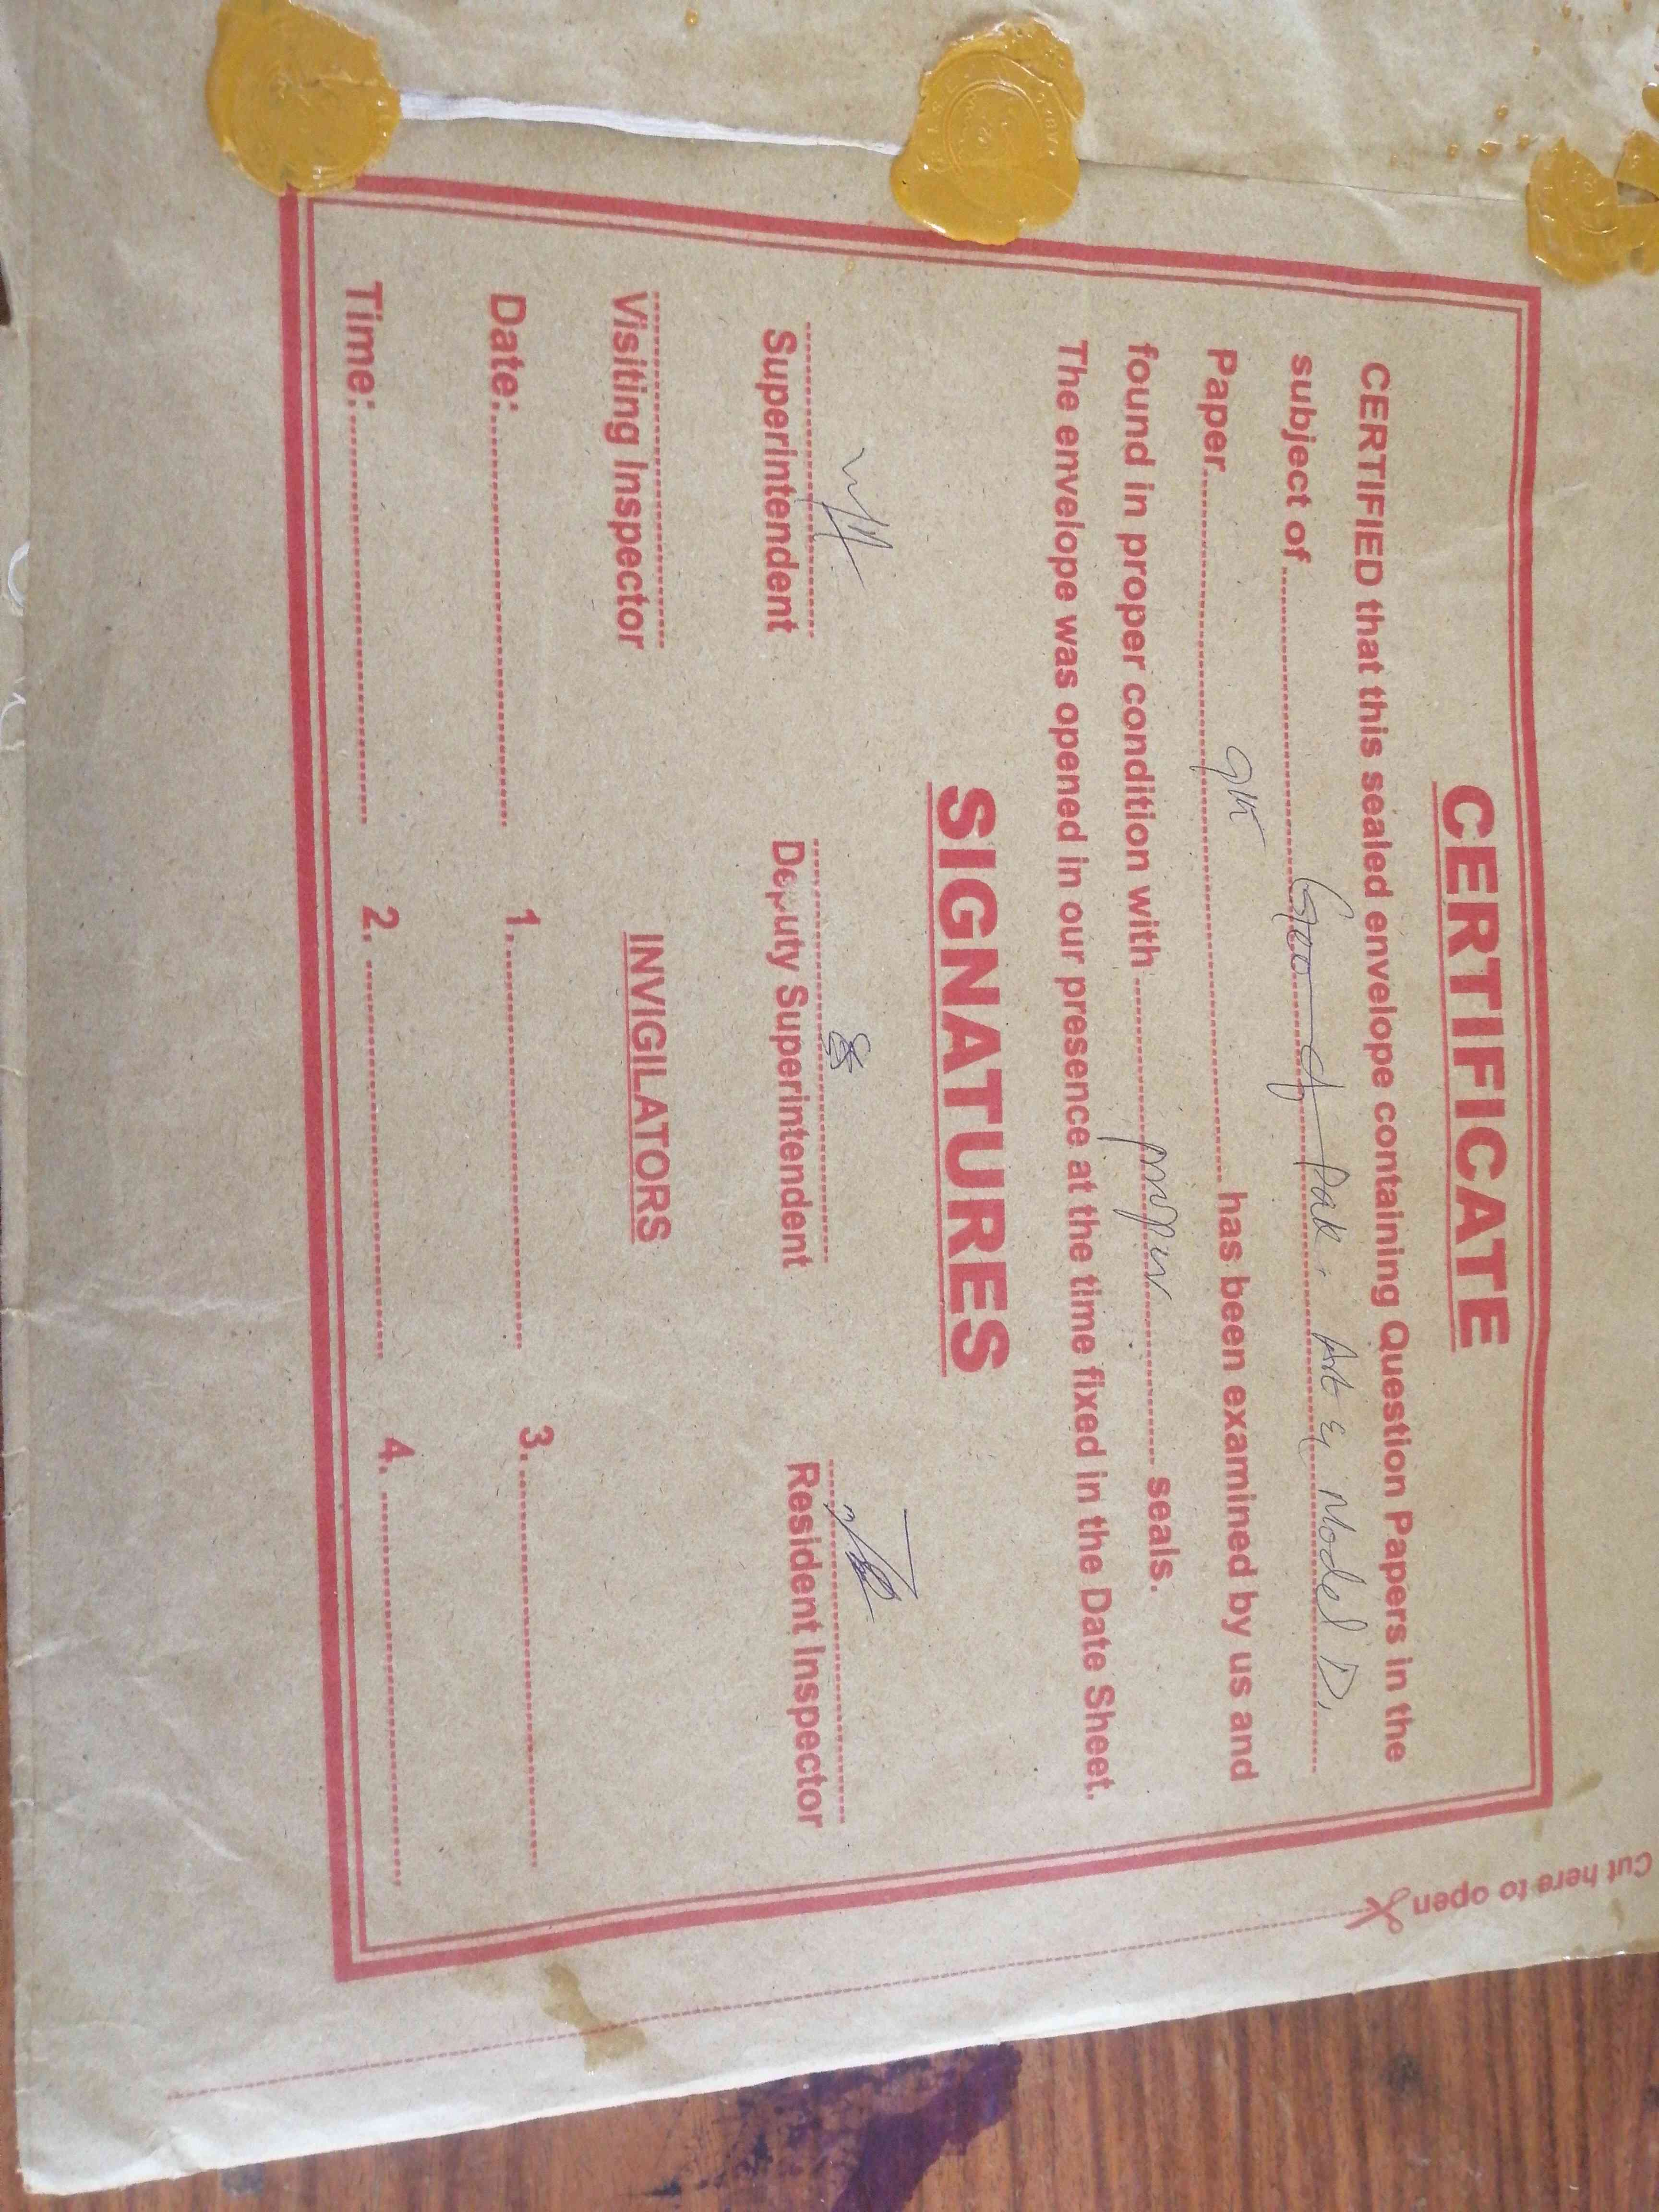 CERTIFICATE
CERTIFIED that this sealed envelope containing Question Papers in the
subject of Geo of Pak. Art & Model D.
Paper 9th has been examined by us and
found in proper condition with proper seals.
The envelope was opened in our presence at the time fixed in the Date Sheet.
SIGNATURES
Superintendent Deputy Superintendent Resident Inspector
Visiting Inspector INVIGILATORS
Date: 1. 3.
Time: 2. 4.
Cut here to open